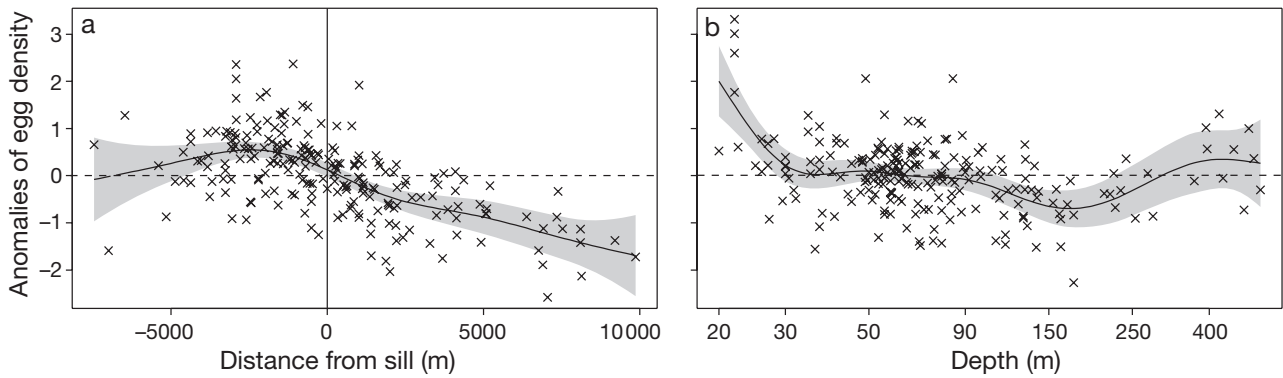 a
b
Anomalies of egg density
3
2
1
0
−1
−2
−5000 0 5000 10000
Distance from sill (m)
20 30 50 90 150 250 400
Depth (m)